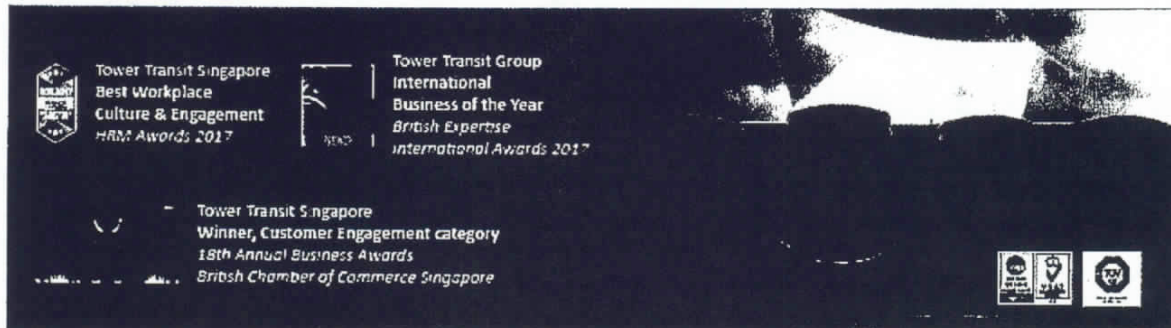 Tower Transit Singapore
Best Workplace
Culture & Engagement
HRM Awards 2017
Tower Transit Group
International
Business of the Year
British Expertise
International Awards 2017
Tower Transit Singapore
Winner, Customer Engagement category
18th Annual Business Awards
British Chamber of Commerce Singapore